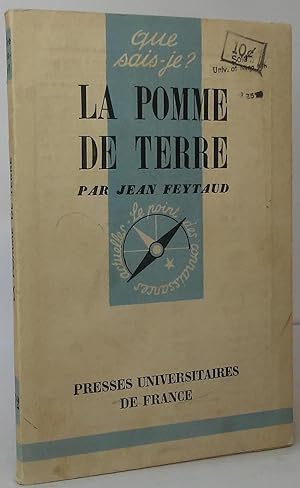 que
sais-je?
10¢
LA POMME
DE TERRE
PAR JEAN FEYTAUD
le point des connaissances actuelles
PRESSES UNIVERSITAIRES
DE FRANCE